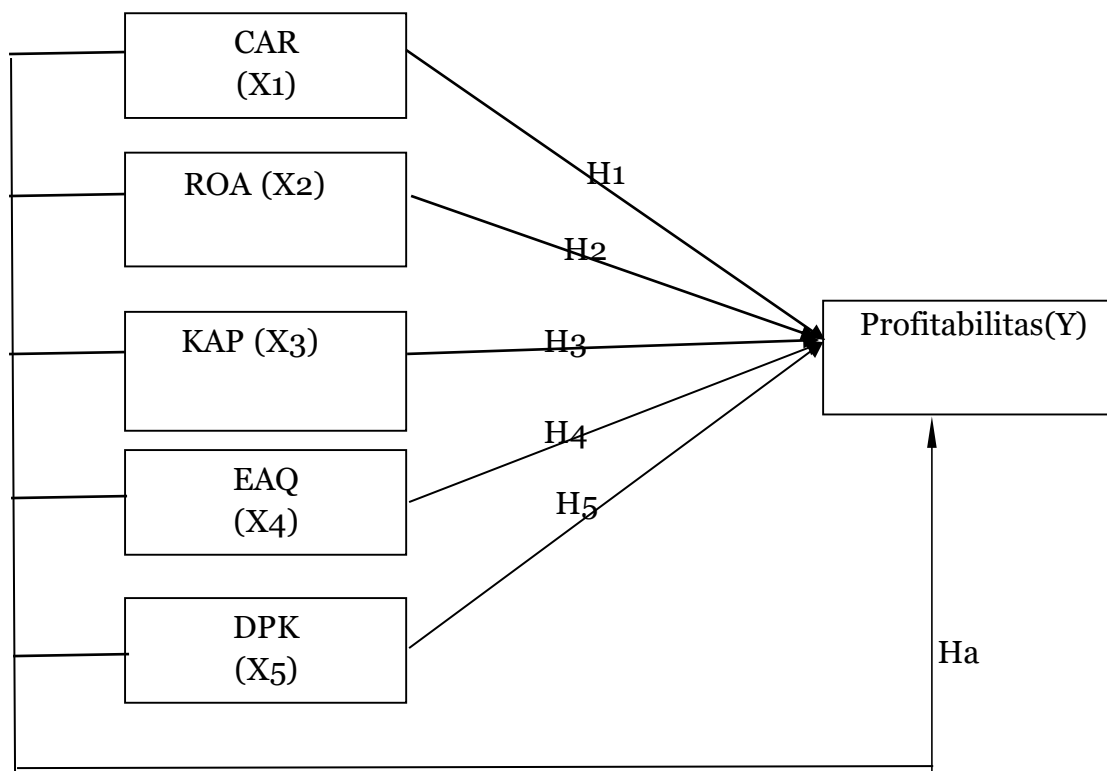 CAR
(X1)
H1
ROA (X2)
H2
Profitabilitas(Y)
KAP (X3)
H3
H4
EAQ
(X4)
H5
DPK
(X5)
Ha